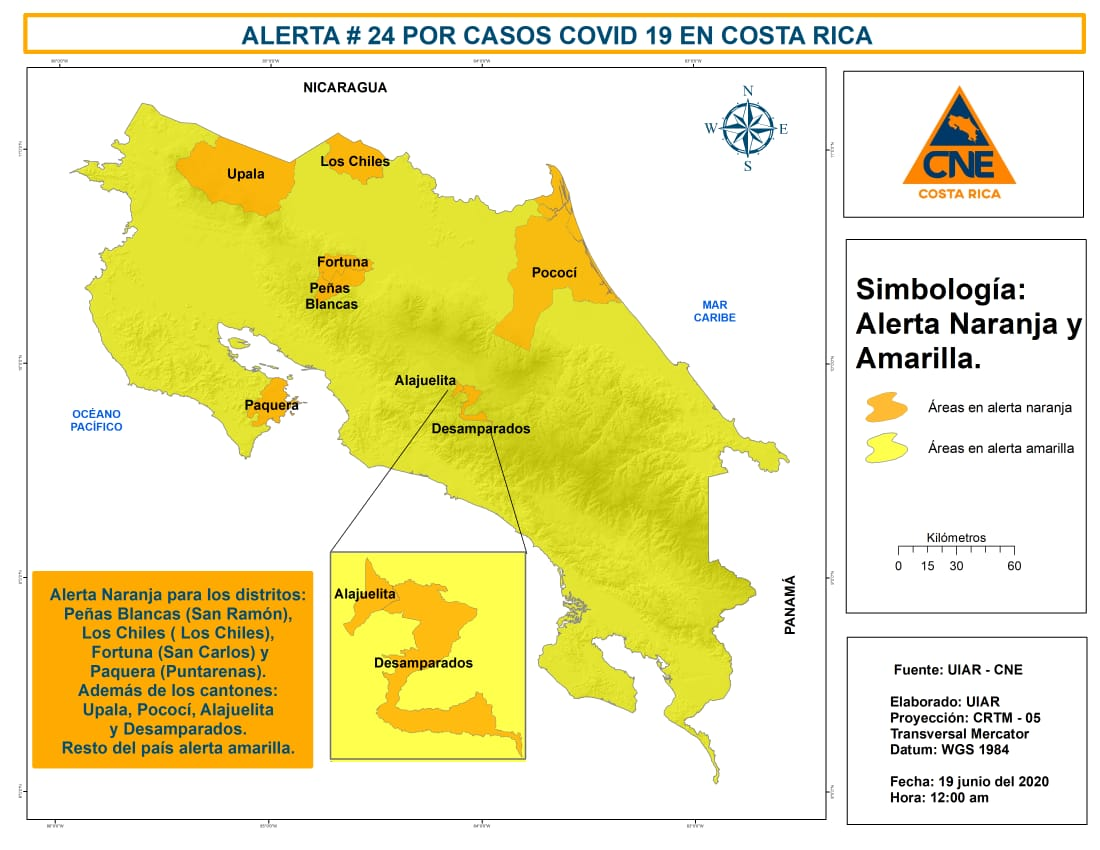 ALERTA # 24 POR CASOS COVID 19 EN COSTA RICA
NICARAGUA
N
W
E
S
Upala
Los Chiles
Fortuna
Peñas
Blancas
Pococí
MAR
CARIBE
Alajuelita
Paquera
OCÉANO
PACÍFICO
Desamparados
PANAMÁ
Alajuelita
Desamparados
Alerta Naranja para los distritos:
Peñas Blancas (San Ramón),
Los Chiles ( Los Chiles),
Fortuna (San Carlos) y
Paquera (Puntarenas).
Además de los cantones:
Upala, Pococí, Alajuelita
y Desamparados.
Resto del país alerta amarilla.
CNE
COSTA RICA
Simbología:
Alerta Naranja y
Amarilla.
Áreas en alerta naranja
Áreas en alerta amarilla
Kilómetros
0 15 30 60
Fuente: UIAR - CNE
Elaborado: UIAR
Proyección: CRTM - 05
Transversal Mercator
Datum: WGS 1984
Fecha: 19 junio del 2020
Hora: 12:00 am